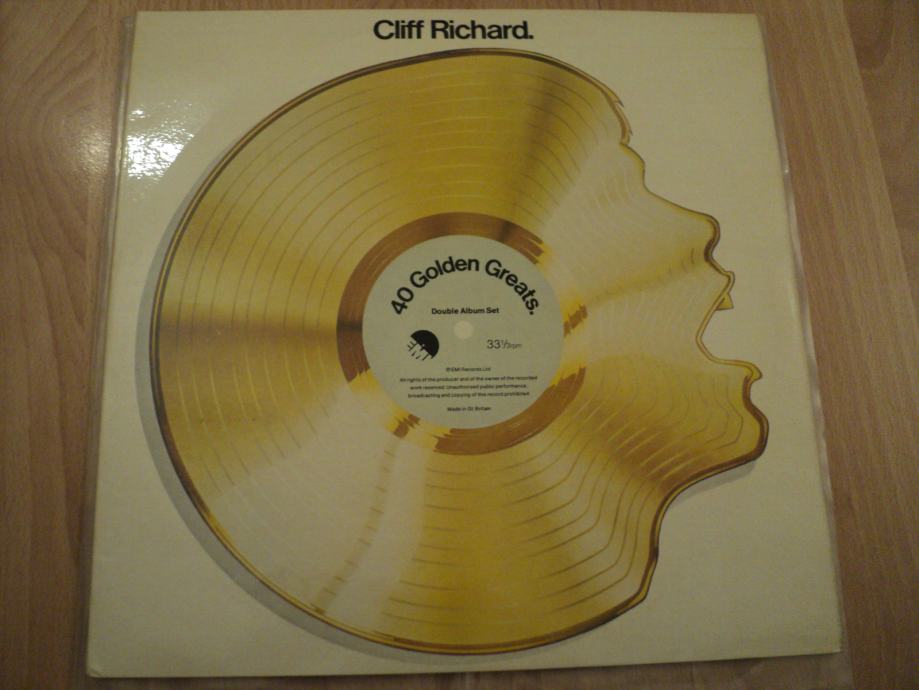 Cliff Richard.
40 Golden Greats.
Double Album Set
EMI
33⅓rpm
℗ EMI Records Ltd
All rights of the producer and of the owner of the recorded
work reserved. Unauthorised public performance,
broadcasting and copying of this record prohibited.
Made in Gt. Britain